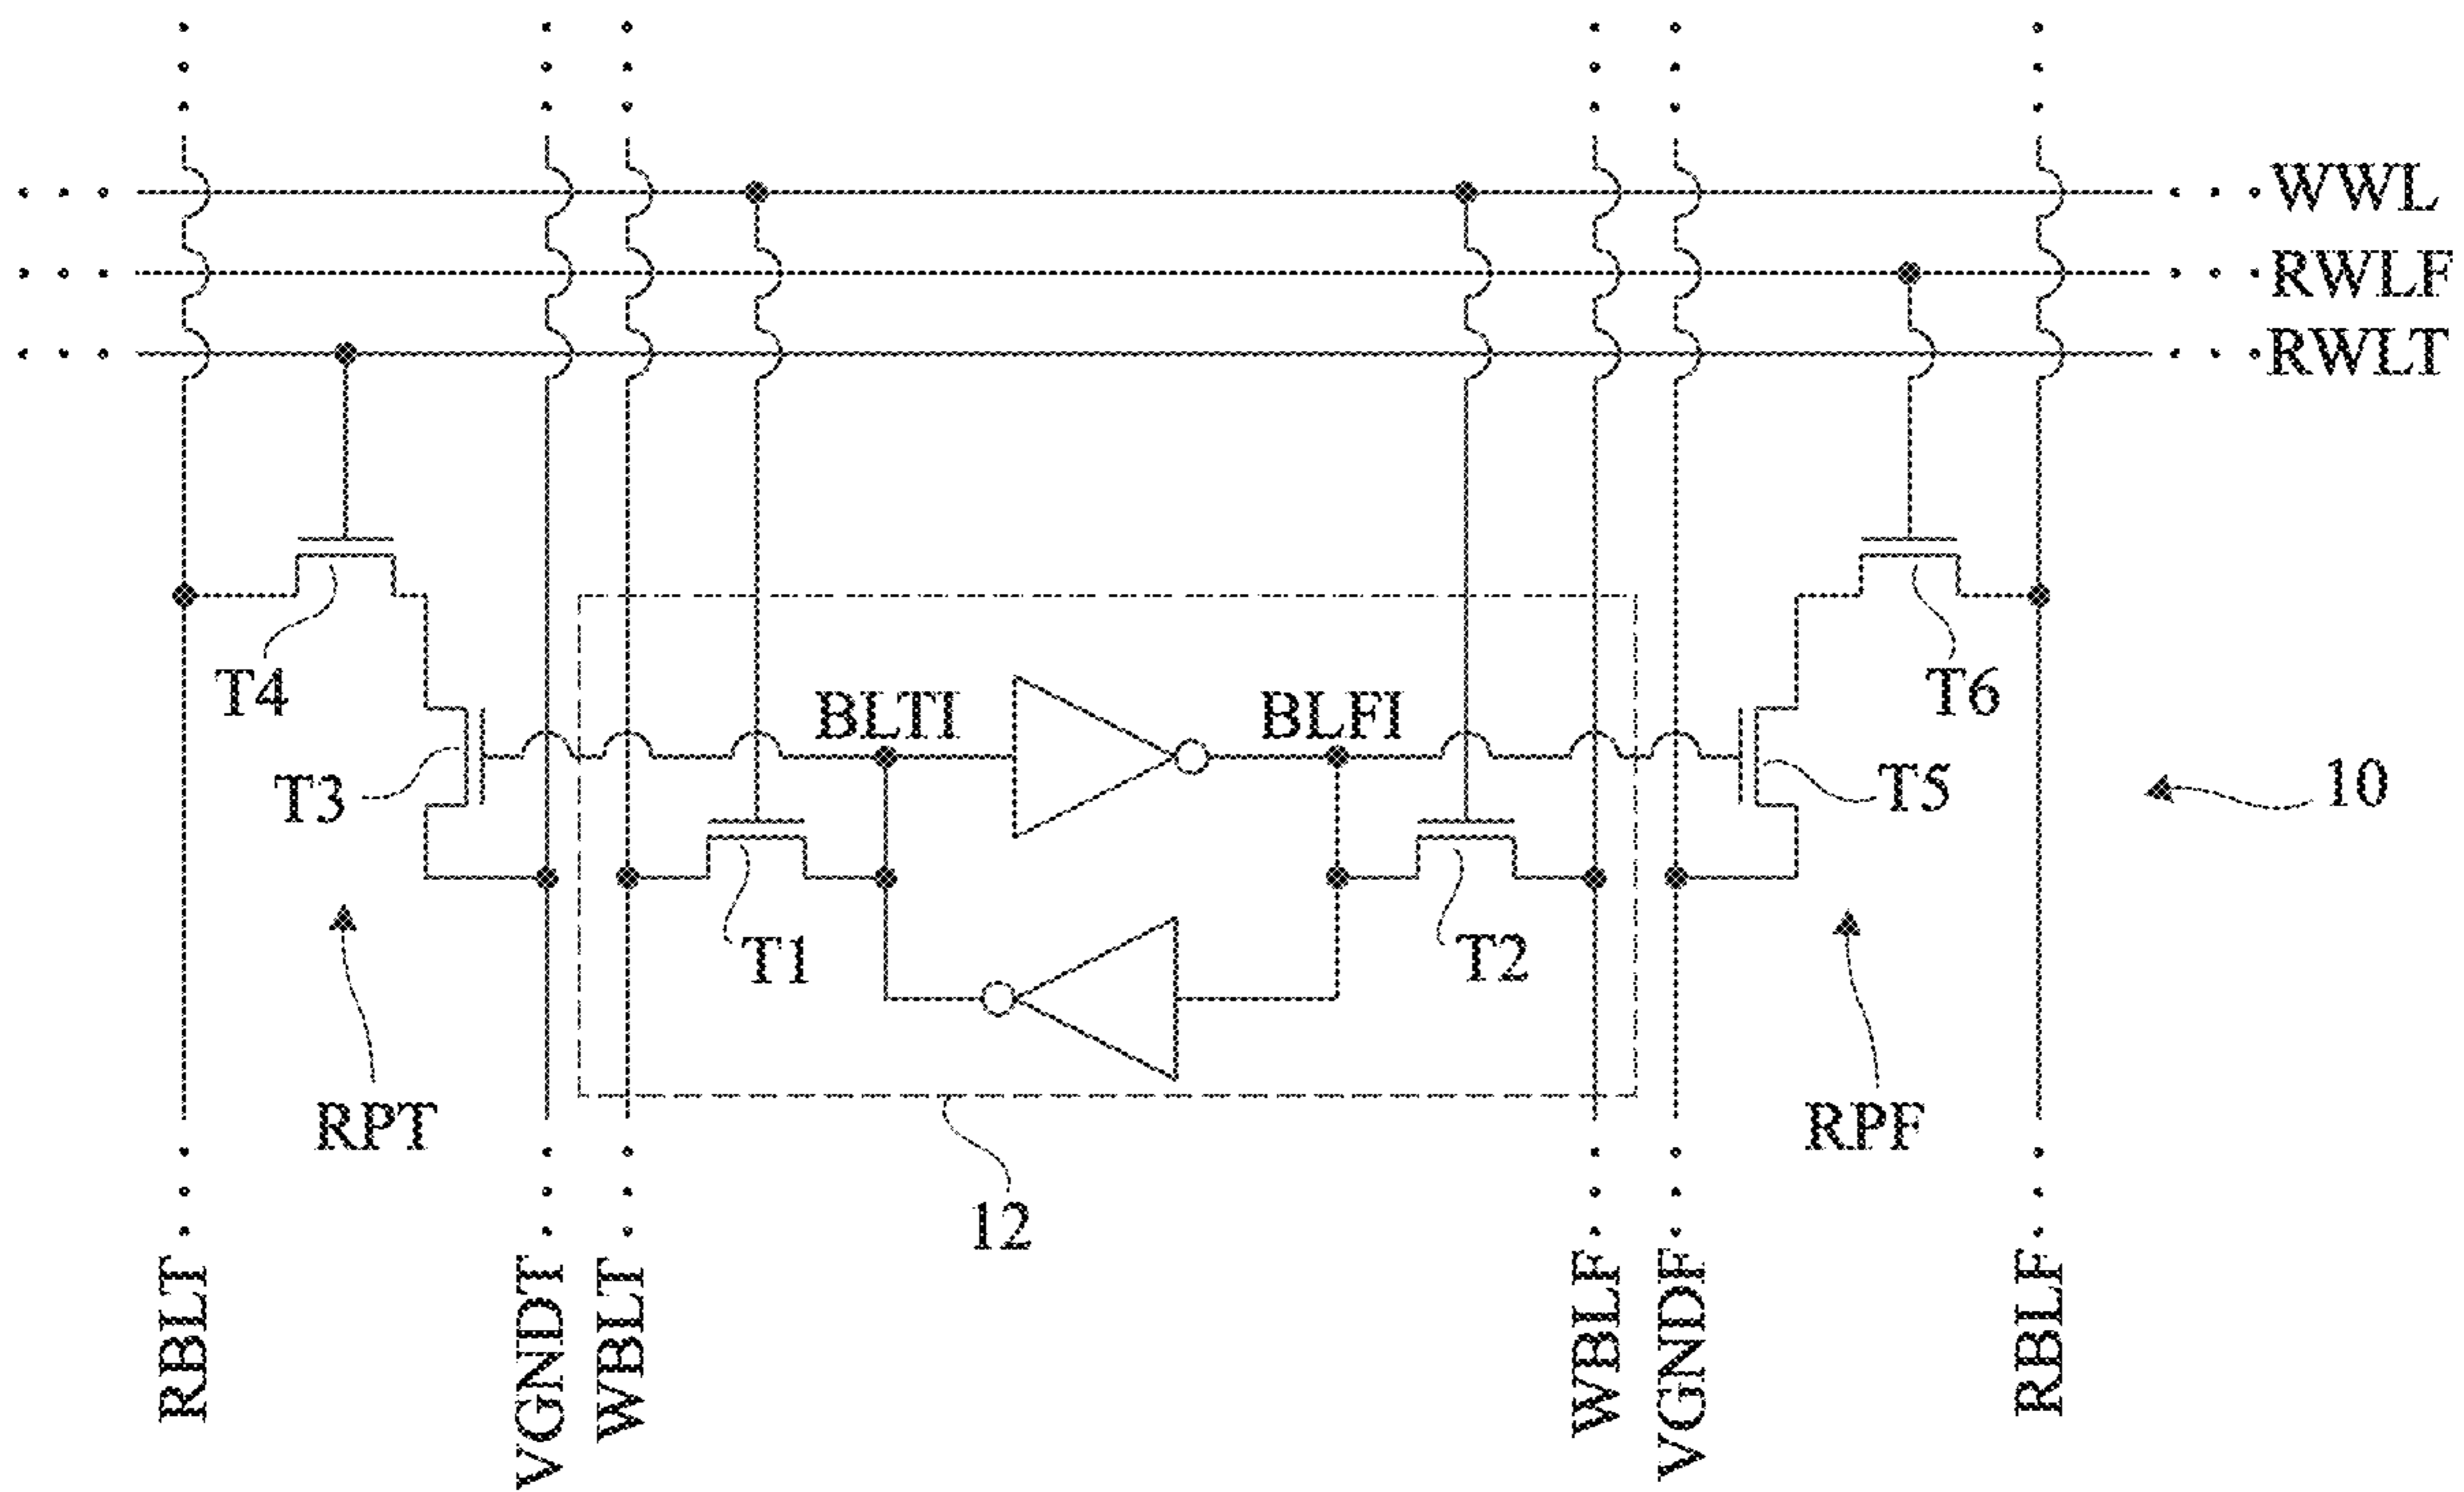 WWL
RWLF
RWLT
T4
T6
BLTI
BLFI
T3
T5
10
T1
T2
RPT
RPF
12
RBLT
VGNDT
WBLT
WBLF
VGNDF
RBLF